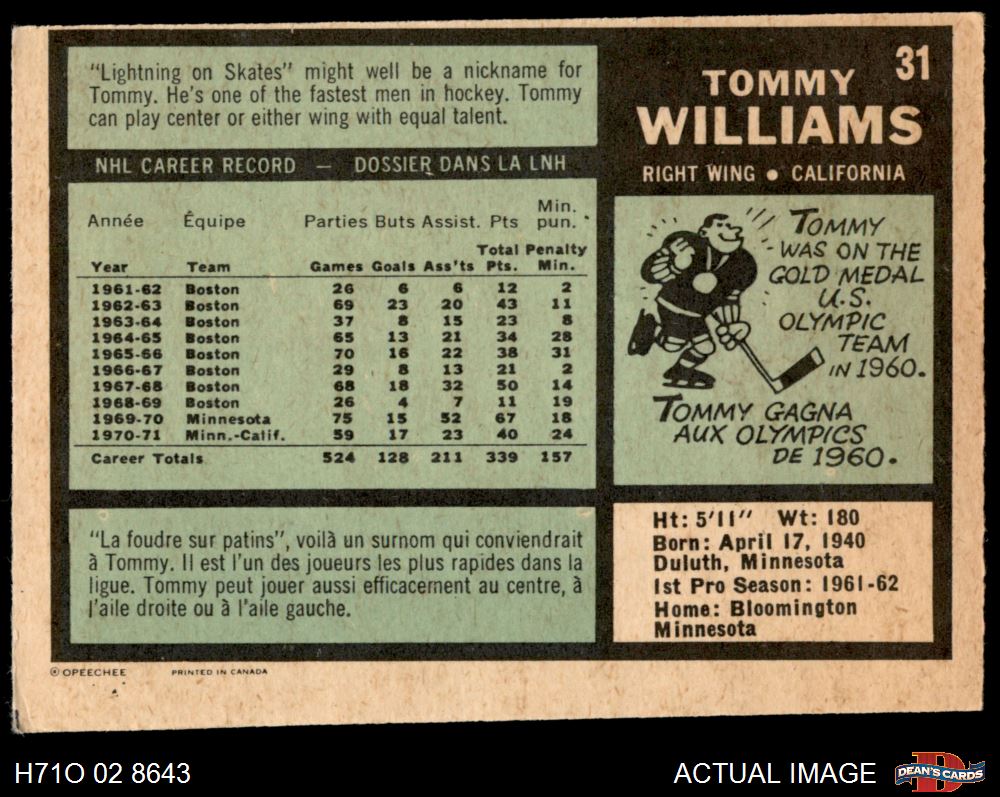 31
TOMMY
WILLIAMS
RIGHT WING • CALIFORNIA
"Lightning on Skates" might well be a nickname for
Tommy. He's one of the fastest men in hockey. Tommy
can play center or either wing with equal talent.
NHL CAREER RECORD — DOSSIER DANS LA LNH
Année Équipe Parties Buts Assist. Pts Min. pun.
Year Team Games Goals Ass'ts Total Pts. Penalty Min.
1961-62 Boston 26 6 6 12 2
1962-63 Boston 69 23 20 43 11
1963-64 Boston 37 8 15 23 8
1964-65 Boston 65 13 21 34 28
1965-66 Boston 70 16 22 38 31
1966-67 Boston 29 8 13 21 2
1967-68 Boston 68 18 32 50 14
1968-69 Boston 26 4 7 11 19
1969-70 Minnesota 75 15 52 67 18
1970-71 Minn.-Calif. 59 17 23 40 24
Career Totals 524 128 211 339 157
"La foudre sur patins", voilà un surnom qui conviendrait
à Tommy. Il est l'un des joueurs les plus rapides dans la
ligue. Tommy peut jouer aussi efficacement au centre, à
l'aile droite ou à l'aile gauche.
TOMMY
WAS ON THE
GOLD MEDAL
U.S.
OLYMPIC
TEAM
IN 1960.
TOMMY GAGNA
AUX OLYMPICS
DE 1960.
Ht: 5'11" Wt: 180
Born: April 17, 1940
Duluth, Minnesota
1st Pro Season: 1961-62
Home: Bloomington
Minnesota
© OPEECHEE PRINTED IN CANADA
H71O 02 8643
ACTUAL IMAGE
D
DEAN'S CARDS